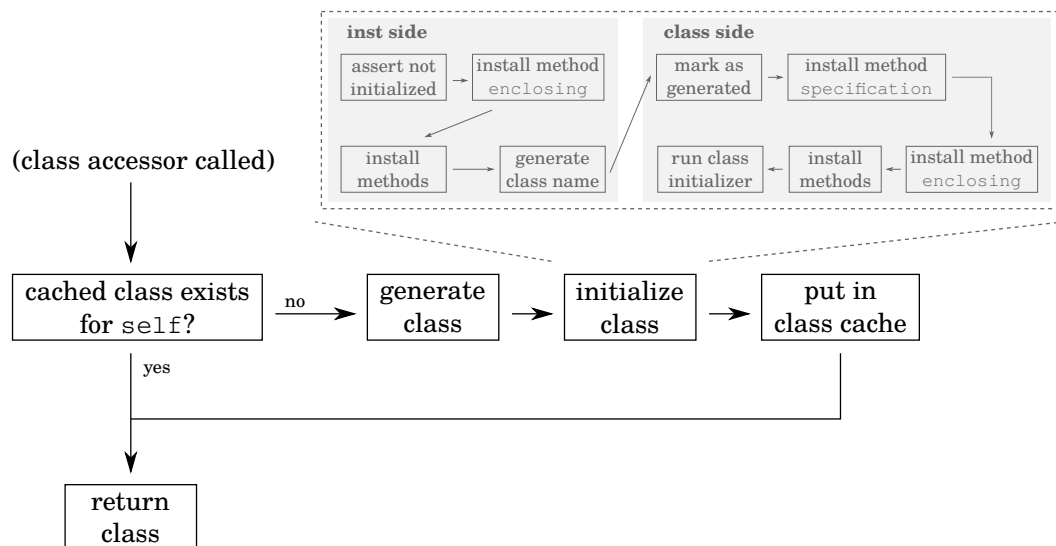 inst side
assert not
initialized
install method
enclosing
install
methods
generate
class name
class side
mark as
generated
install method
specification
run class
initializer
install
methods
install method
enclosing
(class accessor called)
cached class exists
for self?
no
generate
class
initialize
class
put in
class cache
yes
return
class